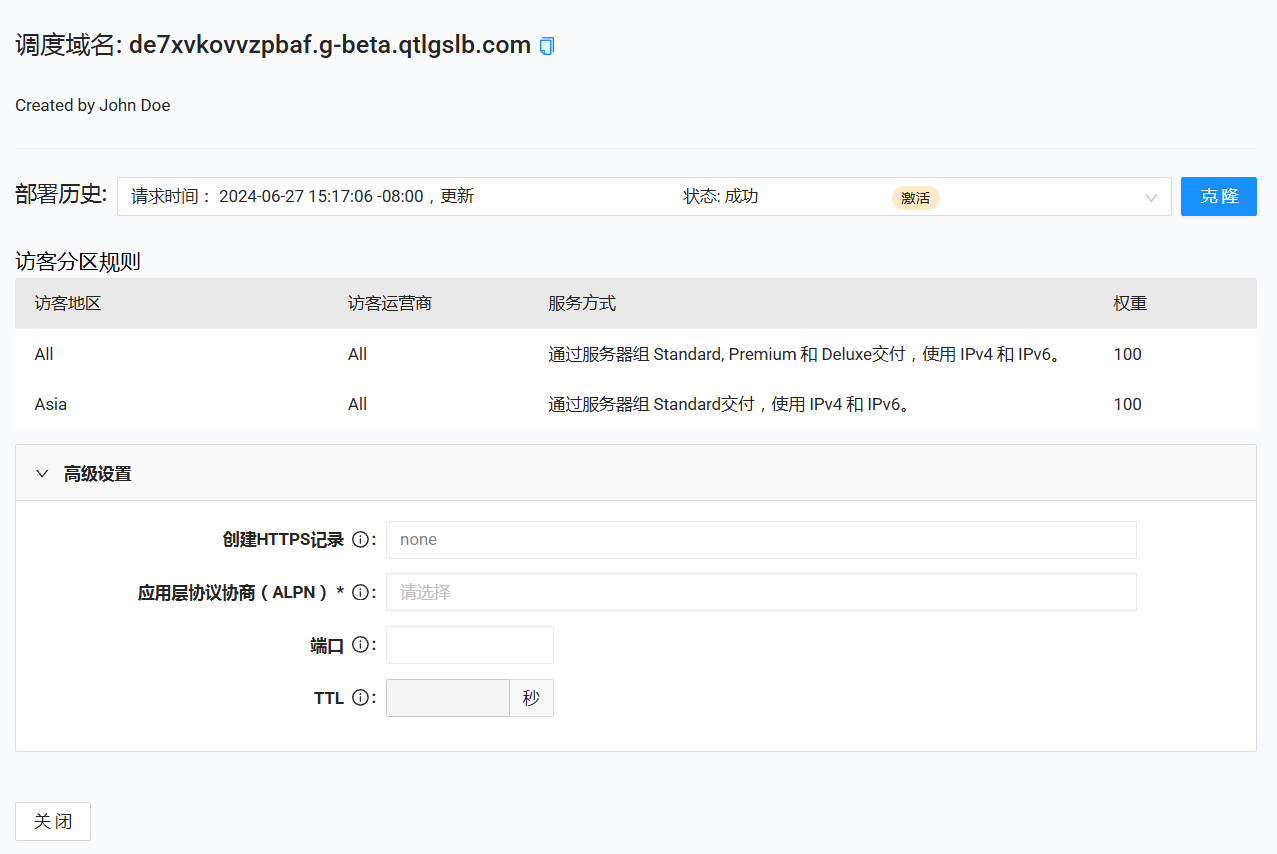 调度域名: de7xvkovvzpbaf.g-beta.qtlgslb.com
Created by John Doe
部署历史: 请求时间： 2024-06-27 15:17:06 -08:00，更新 状态: 成功 激活 克 隆
访客分区规则
访客地区 访客运营商 服务方式 权重
All All 通过服务器组 Standard, Premium 和 Deluxe交付，使用 IPv4 和 IPv6。 100
Asia All 通过服务器组 Standard交付，使用 IPv4 和 IPv6。 100
高级设置
创建HTTPS记录 : none
应用层协议协商（ALPN） * : 请选择
端口 :
TTL : 秒
关 闭